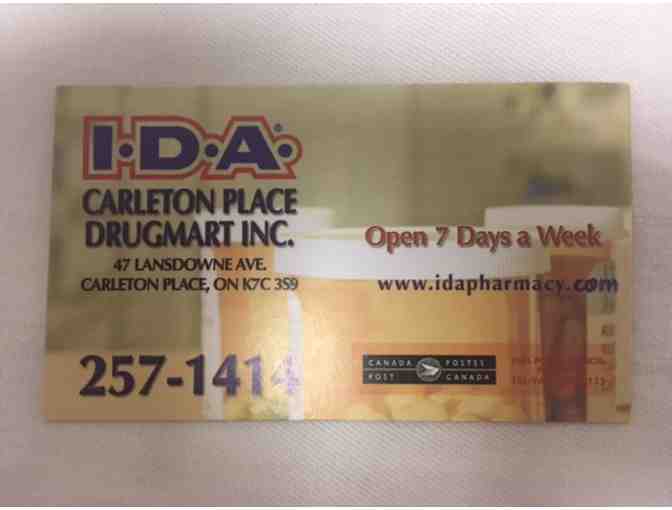 I·D·A·
CARLETON PLACE
DRUGMART INC.
47 LANSDOWNE AVE.
CARLETON PLACE, ON K7C 3S9
257-1414
Open 7 Days a Week
www.idapharmacy.com
CANADA POSTES
POST CANADA